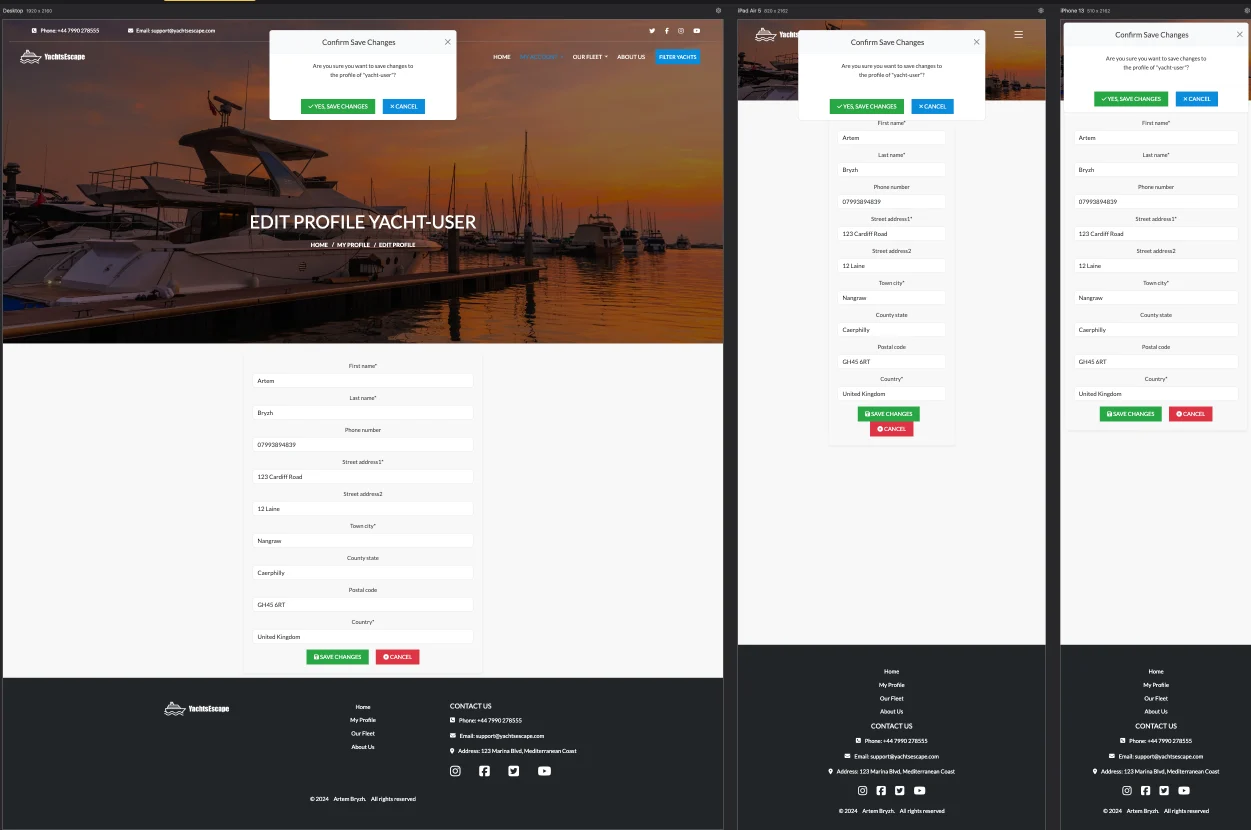 Desktop 1920 x 2160
Phone: +44 7990 278555 Email: support@yachtsescape.com
YachtsEscape
HOME MY ACCOUNT OUR FLEET ABOUT US FILTER YACHTS
Confirm Save Changes
Are you sure you want to save changes to
the profile of "yacht-user"?
YES, SAVE CHANGES CANCEL
EDIT PROFILE YACHT-USER
HOME / MY PROFILE / EDIT PROFILE
First name*
Artem
Last name*
Bryzh
Phone number
07993894839
Street address1*
123 Cardiff Road
Street address2
12 Laine
Town city*
Nangraw
County state
Caerphilly
Postal code
GH45 6RT
Country*
United Kingdom
SAVE CHANGES CANCEL
YachtsEscape
Home
My Profile
Our Fleet
About Us
CONTACT US
Phone: +44 7990 278555
Email: support@yachtsescape.com
Address: 123 Marina Blvd, Mediterranean Coast
© 2024 Artem Bryzh. All rights reserved
iPad Air 5 820 x 2162
Yachts
Confirm Save Changes
Are you sure you want to save changes to
the profile of "yacht-user"?
YES, SAVE CHANGES CANCEL
First name*
Artem
Last name*
Bryzh
Phone number
07993894839
Street address1*
123 Cardiff Road
Street address2
12 Laine
Town city*
Nangraw
County state
Caerphilly
Postal code
GH45 6RT
Country*
United Kingdom
SAVE CHANGES
CANCEL
Home
My Profile
Our Fleet
About Us
CONTACT US
Phone: +44 7990 278555
Email: support@yachtsescape.com
Address: 123 Marina Blvd, Mediterranean Coast
© 2024 Artem Bryzh. All rights reserved
iPhone 13 510 x 2162
Confirm Save Changes
Are you sure you want to save changes to
the profile of "yacht-user"?
YES, SAVE CHANGES CANCEL
First name*
Artem
Last name*
Bryzh
Phone number
07993894839
Street address1*
123 Cardiff Road
Street address2
12 Laine
Town city*
Nangraw
County state
Caerphilly
Postal code
GH45 6RT
Country*
United Kingdom
SAVE CHANGES CANCEL
Home
My Profile
Our Fleet
About Us
CONTACT US
Phone: +44 7990 278555
Email: support@yachtsescape.com
Address: 123 Marina Blvd, Mediterranean Coast
© 2024 Artem Bryzh. All rights reserved